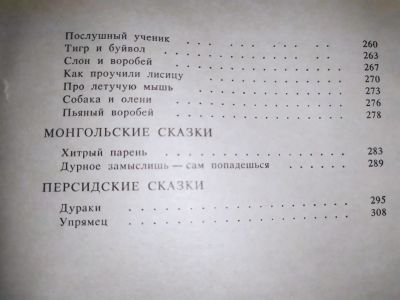 Послушный ученик . . . . . . . . . . 260
Тигр и буйвол . . . . . . . . . . . 263
Слон и воробей . . . . . . . . . . . 267
Как проучили лисицу . . . . . . . . . 270
Про летучую мышь . . . . . . . . . . 273
Собака и олени . . . . . . . . . . . 276
Пьяный воробей . . . . . . . . . . . 278
МОНГОЛЬСКИЕ СКАЗКИ
Хитрый парень . . . . . . . . . . . 283
Дурное замыслишь — сам попадешься . . . . . 289
ПЕРСИДСКИЕ СКАЗКИ
Дураки . . . . . . . . . . . . . . 295
Упрямец . . . . . . . . . . . . . 308